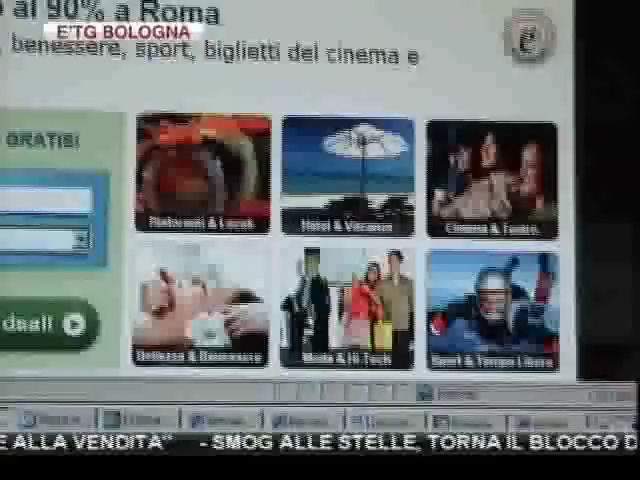 al 90% a Roma
E'TG BOLOGNA
benessere, sport, biglietti del cinema e
GRATIS!
Ristoranti & Locali
Hotel & Vacanze
Cinema & Teatro
deali
Bellezza & Benessere
Moda & Hi-Tech
Sport & Tempo Libero
E ALLA VENDITA" - SMOG ALLE STELLE, TORNA IL BLOCCO D